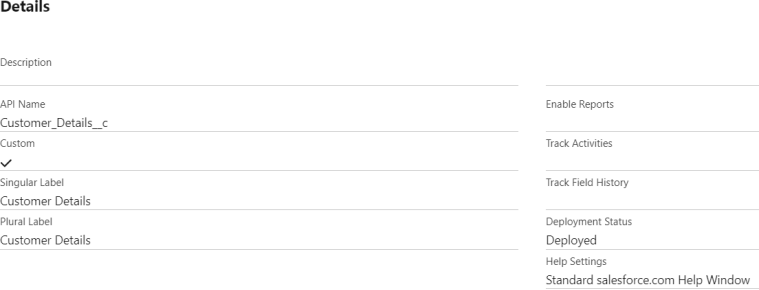 Details
Description
API Name
Customer_Details__c
Custom
Singular Label
Customer Details
Plural Label
Customer Details
Enable Reports
Track Activities
Track Field History
Deployment Status
Deployed
Help Settings
Standard salesforce.com Help Window